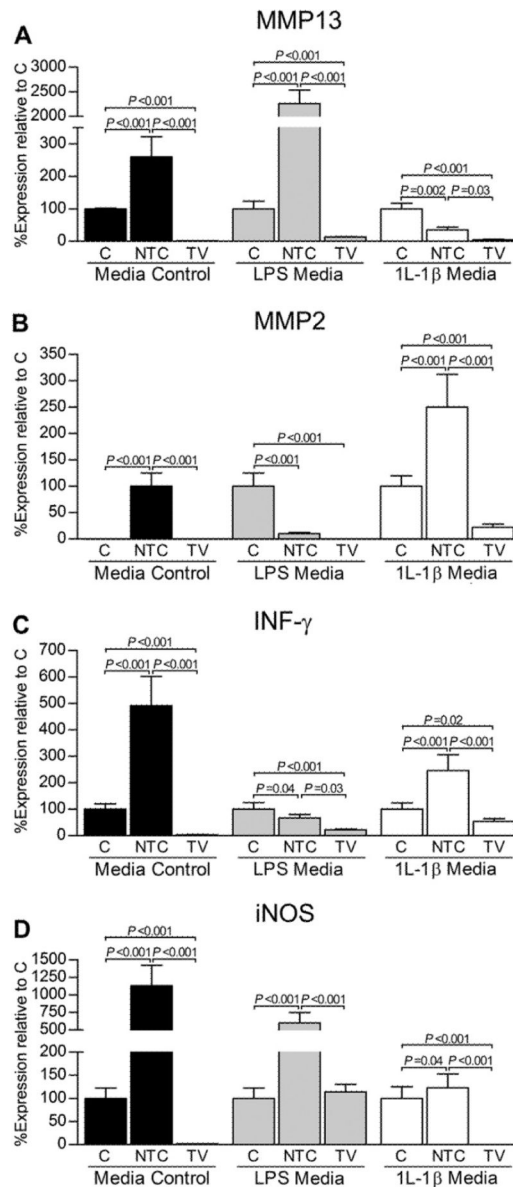 A MMP13
%Expression relative to C
3000
2500
2000
300
200
100
0
P<0.001
P<0.001 P<0.001
P<0.001
P<0.001 P<0.001
P<0.001
P=0.002 P=0.03
C NTC TV C NTC TV C NTC TV
Media Control LPS Media 1L-1β Media
B MMP2
%Expression relative to C
350
300
250
200
150
100
50
0
P<0.001 P<0.001
P<0.001
P<0.001
P<0.001
P<0.001 P<0.001
C NTC TV C NTC TV C NTC TV
Media Control LPS Media 1L-1β Media
C INF-γ
%Expression relative to C
700
600
500
400
300
200
100
0
P<0.001
P<0.001 P<0.001
P<0.001
P=0.04 P=0.03
P=0.02
P<0.001 P<0.001
C NTC TV C NTC TV C NTC TV
Media Control LPS Media 1L-1β Media
D iNOS
%Expression relative to C
1500
1250
1000
750
500
200
150
100
50
0
P<0.001
P<0.001 P<0.001
P<0.001 P<0.001
P<0.001
P=0.04 P<0.001
C NTC TV C NTC TV C NTC TV
Media Control LPS Media 1L-1β Media